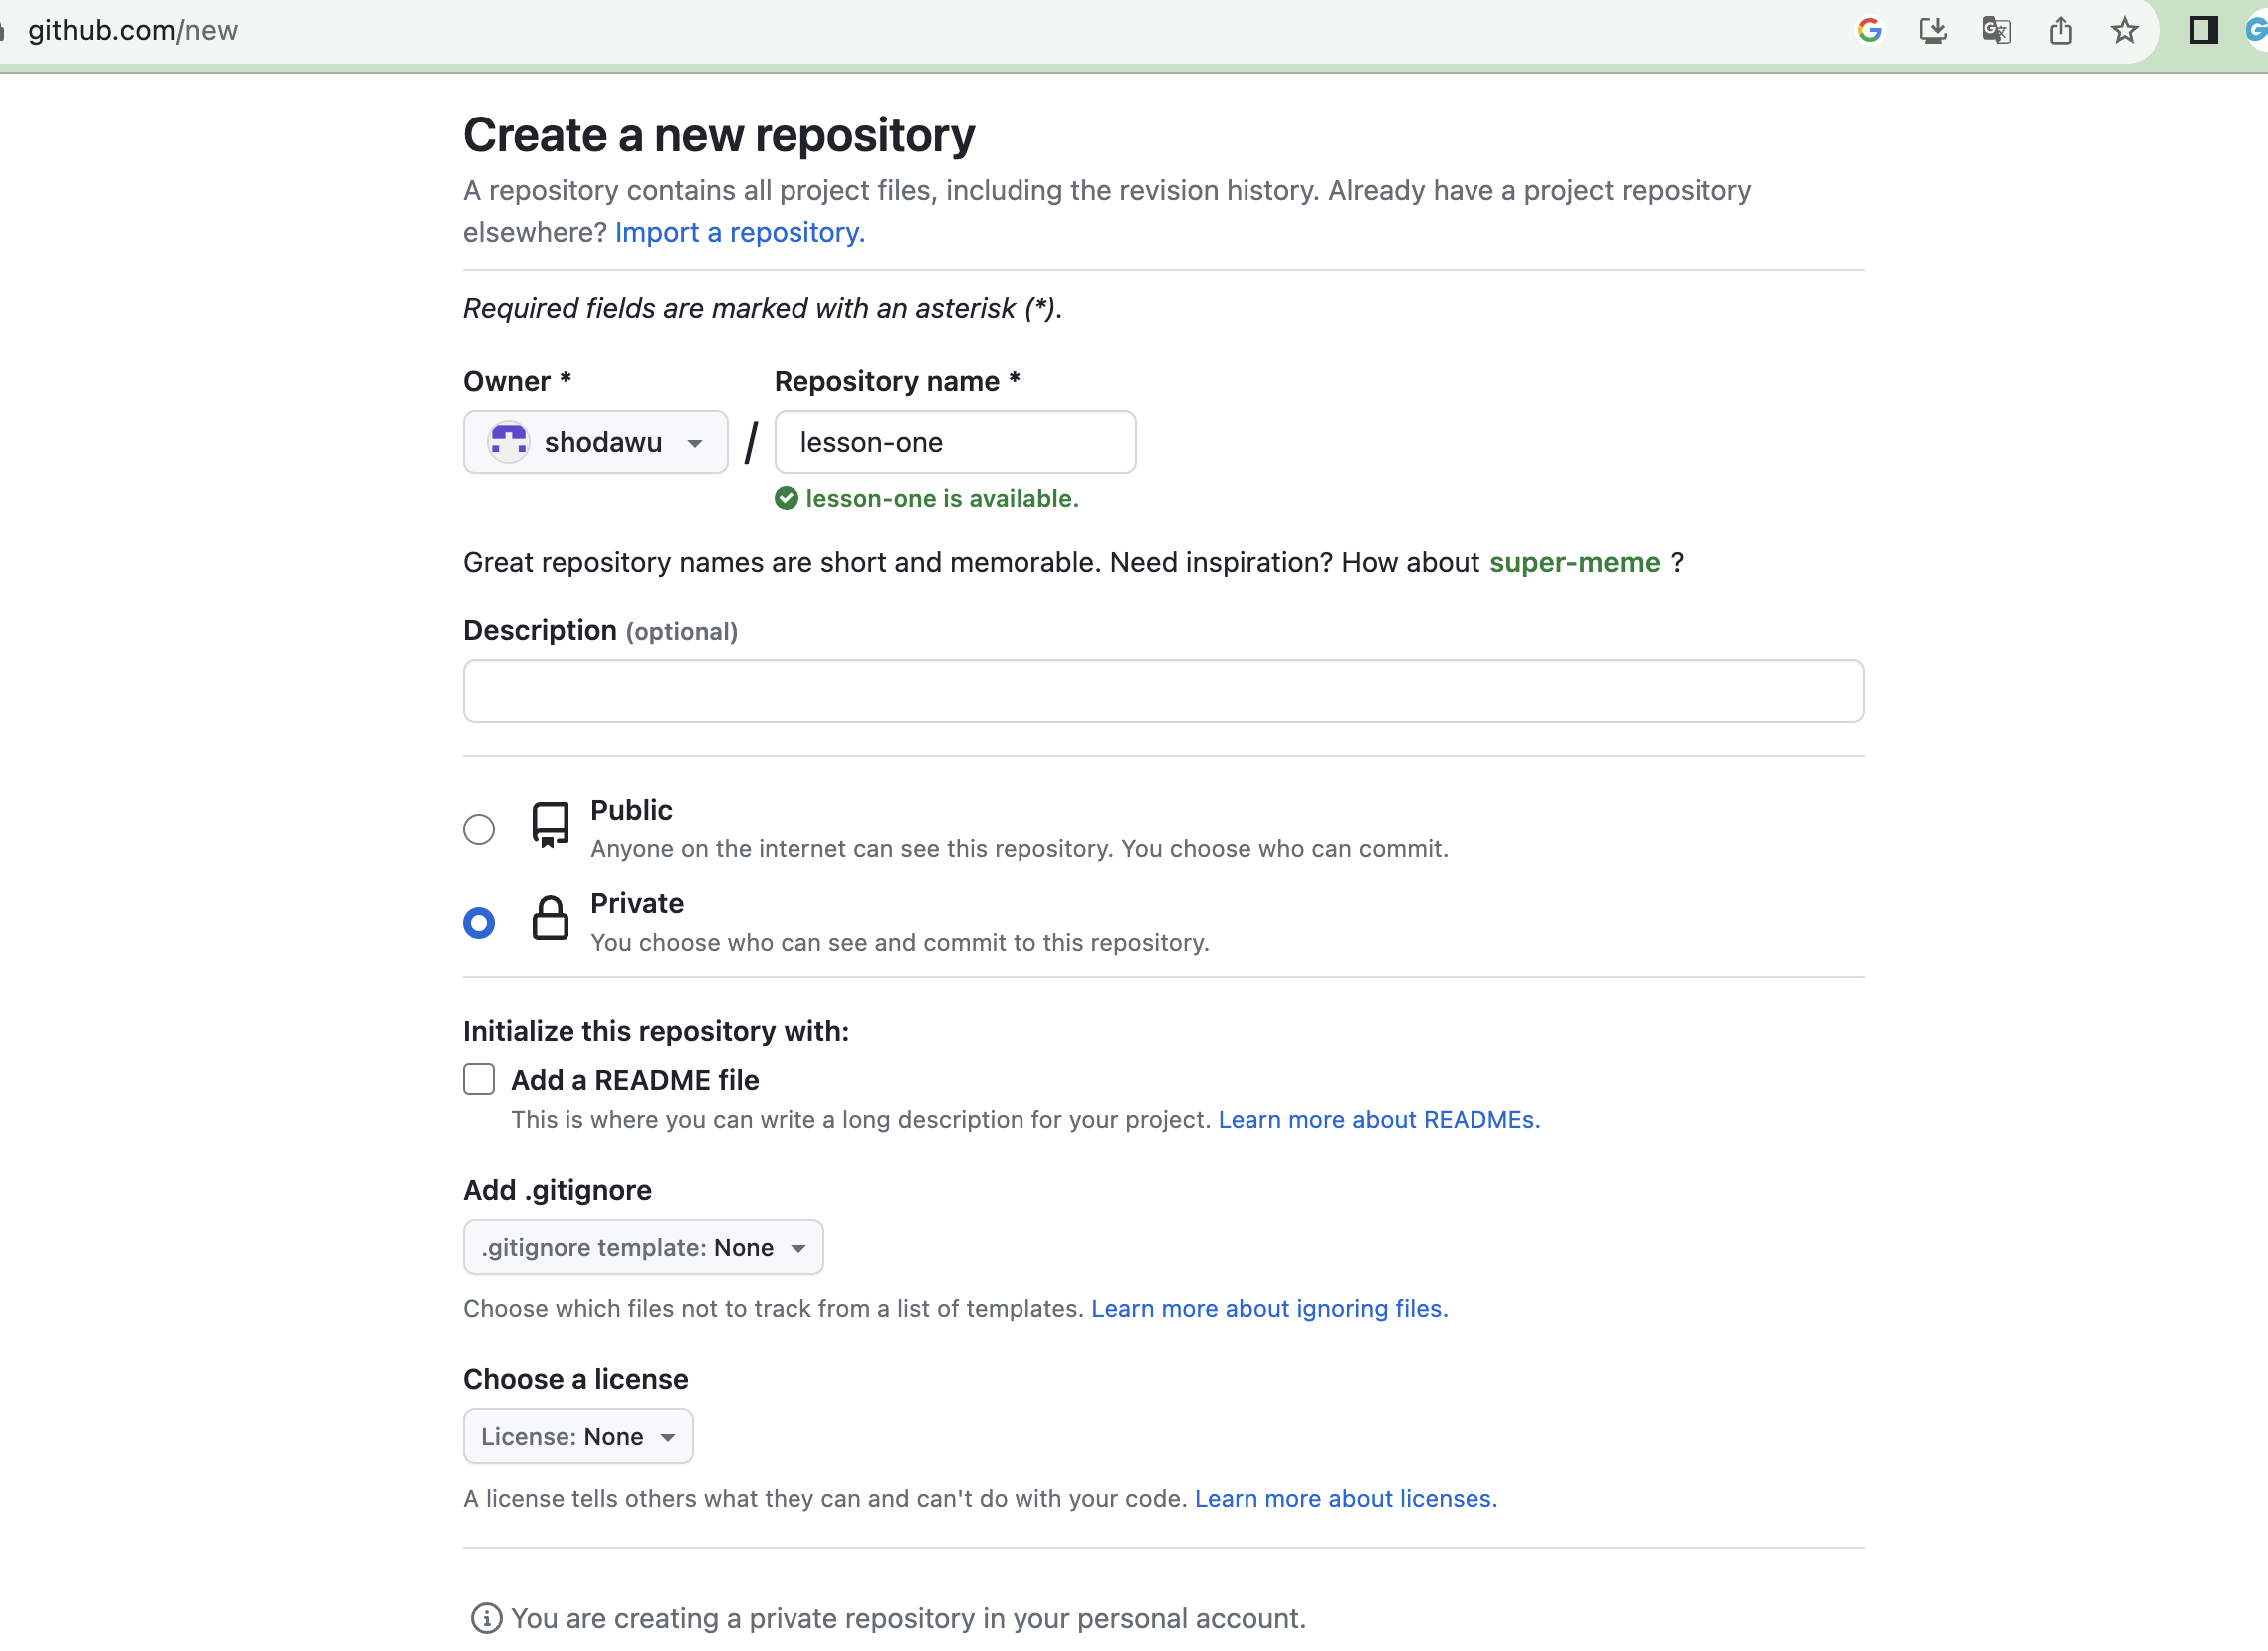 github.com/new
Create a new repository
A repository contains all project files, including the revision history. Already have a project repository
elsewhere? Import a repository.
Required fields are marked with an asterisk (*).
Owner * Repository name *
shodawu / lesson-one
lesson-one is available.
Great repository names are short and memorable. Need inspiration? How about super-meme ?
Description (optional)
Public
Anyone on the internet can see this repository. You choose who can commit.
Private
You choose who can see and commit to this repository.
Initialize this repository with:
Add a README file
This is where you can write a long description for your project. Learn more about READMEs.
Add .gitignore
.gitignore template: None
Choose which files not to track from a list of templates. Learn more about ignoring files.
Choose a license
License: None
A license tells others what they can and can't do with your code. Learn more about licenses.
You are creating a private repository in your personal account.